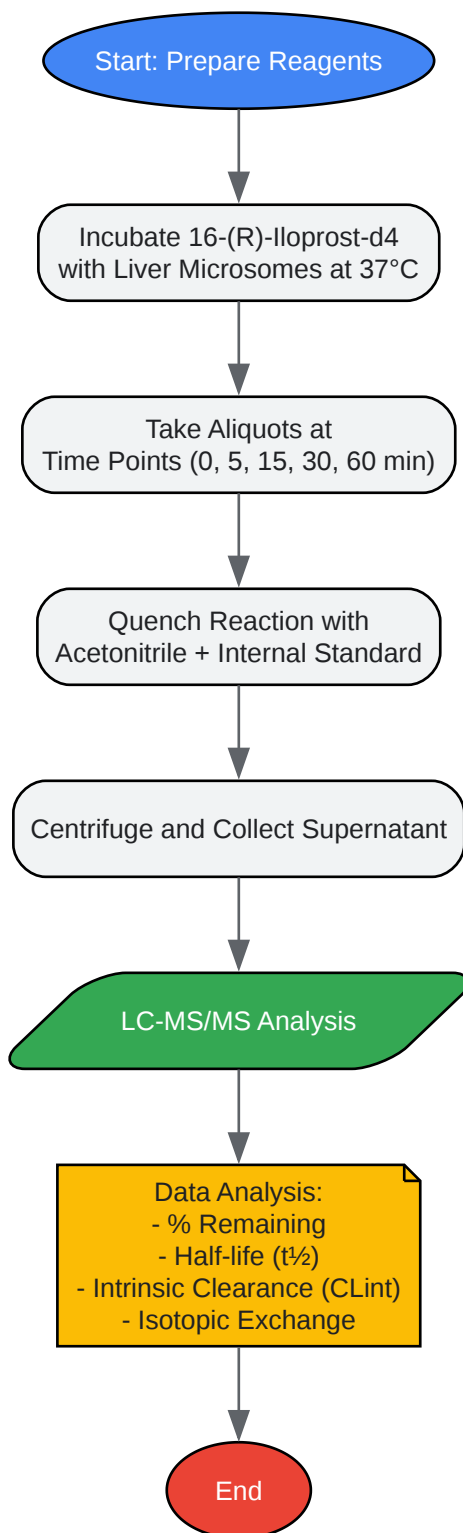 Start: Prepare Reagents
Incubate 16-(R)-Iloprost-d4
with Liver Microsomes at 37°C
Take Aliquots at
Time Points (0, 5, 15, 30, 60 min)
Quench Reaction with
Acetonitrile + Internal Standard
Centrifuge and Collect Supernatant
LC-MS/MS Analysis
Data Analysis:
- % Remaining
- Half-life (t½)
- Intrinsic Clearance (CLint)
- Isotopic Exchange
End